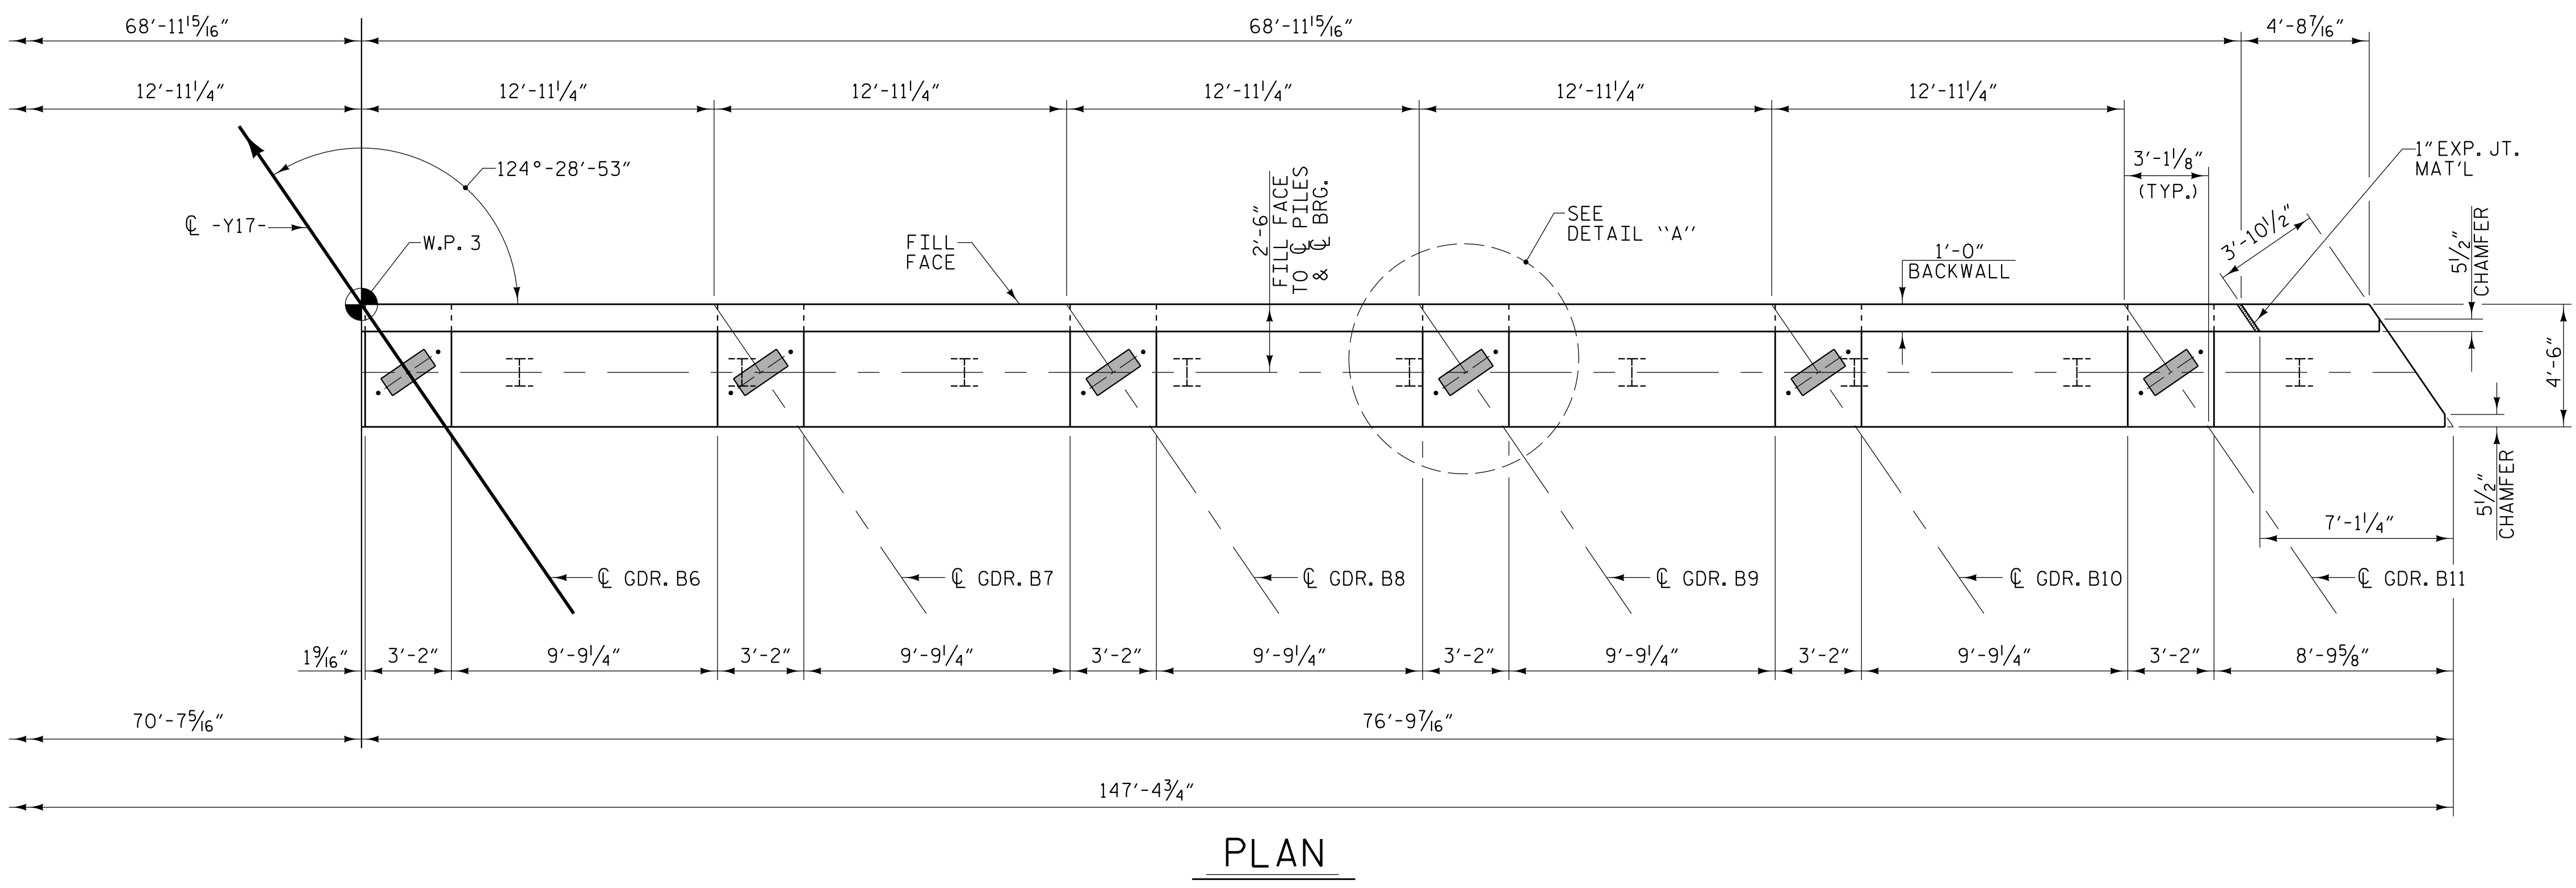 68'-11 15/16"
68'-11 15/16"
4'-8 7/16"
12'-11 1/4"
12'-11 1/4"
12'-11 1/4"
12'-11 1/4"
12'-11 1/4"
12'-11 1/4"
124°-28'-53"
℄ -Y17-
W.P. 3
FILL
FACE
2'-6"
FILL FACE
TO ℄ PILES
& ℄ BRG.
SEE
DETAIL "A"
1'-0"
BACKWALL
3'-1 1/8"
(TYP.)
3'-10 1/2"
1" EXP. JT.
MAT'L
5 1/2"
CHAMFER
4'-6"
5 1/2"
CHAMFER
7'-1 1/4"
℄ GDR. B6
℄ GDR. B7
℄ GDR. B8
℄ GDR. B9
℄ GDR. B10
℄ GDR. B11
1 9/16"
3'-2"
9'-9 1/4"
3'-2"
9'-9 1/4"
3'-2"
9'-9 1/4"
3'-2"
9'-9 1/4"
3'-2"
9'-9 1/4"
3'-2"
8'-9 5/8"
70'-7 5/16"
76'-9 7/16"
147'-4 3/4"
PLAN